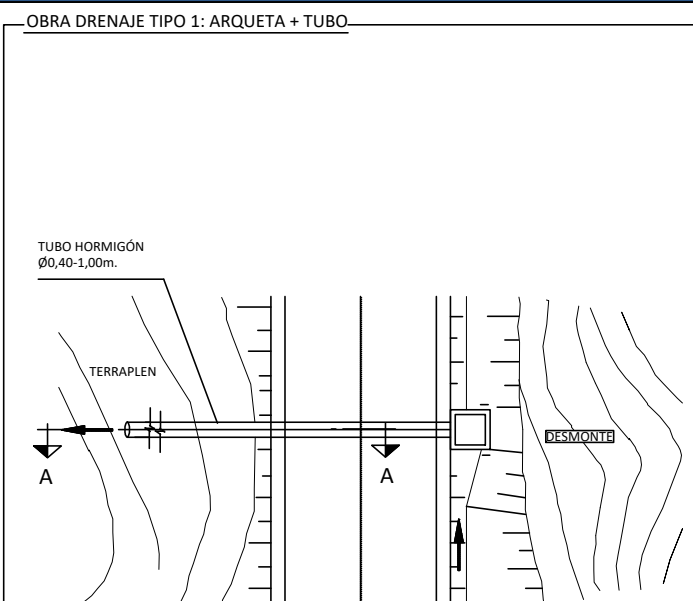 OBRA DRENAJE TIPO 1: ARQUETA + TUBO
TUBO HORMIGÓN
Ø0,40-1,00m.
TERRAPLEN
DESMONTE
A
A